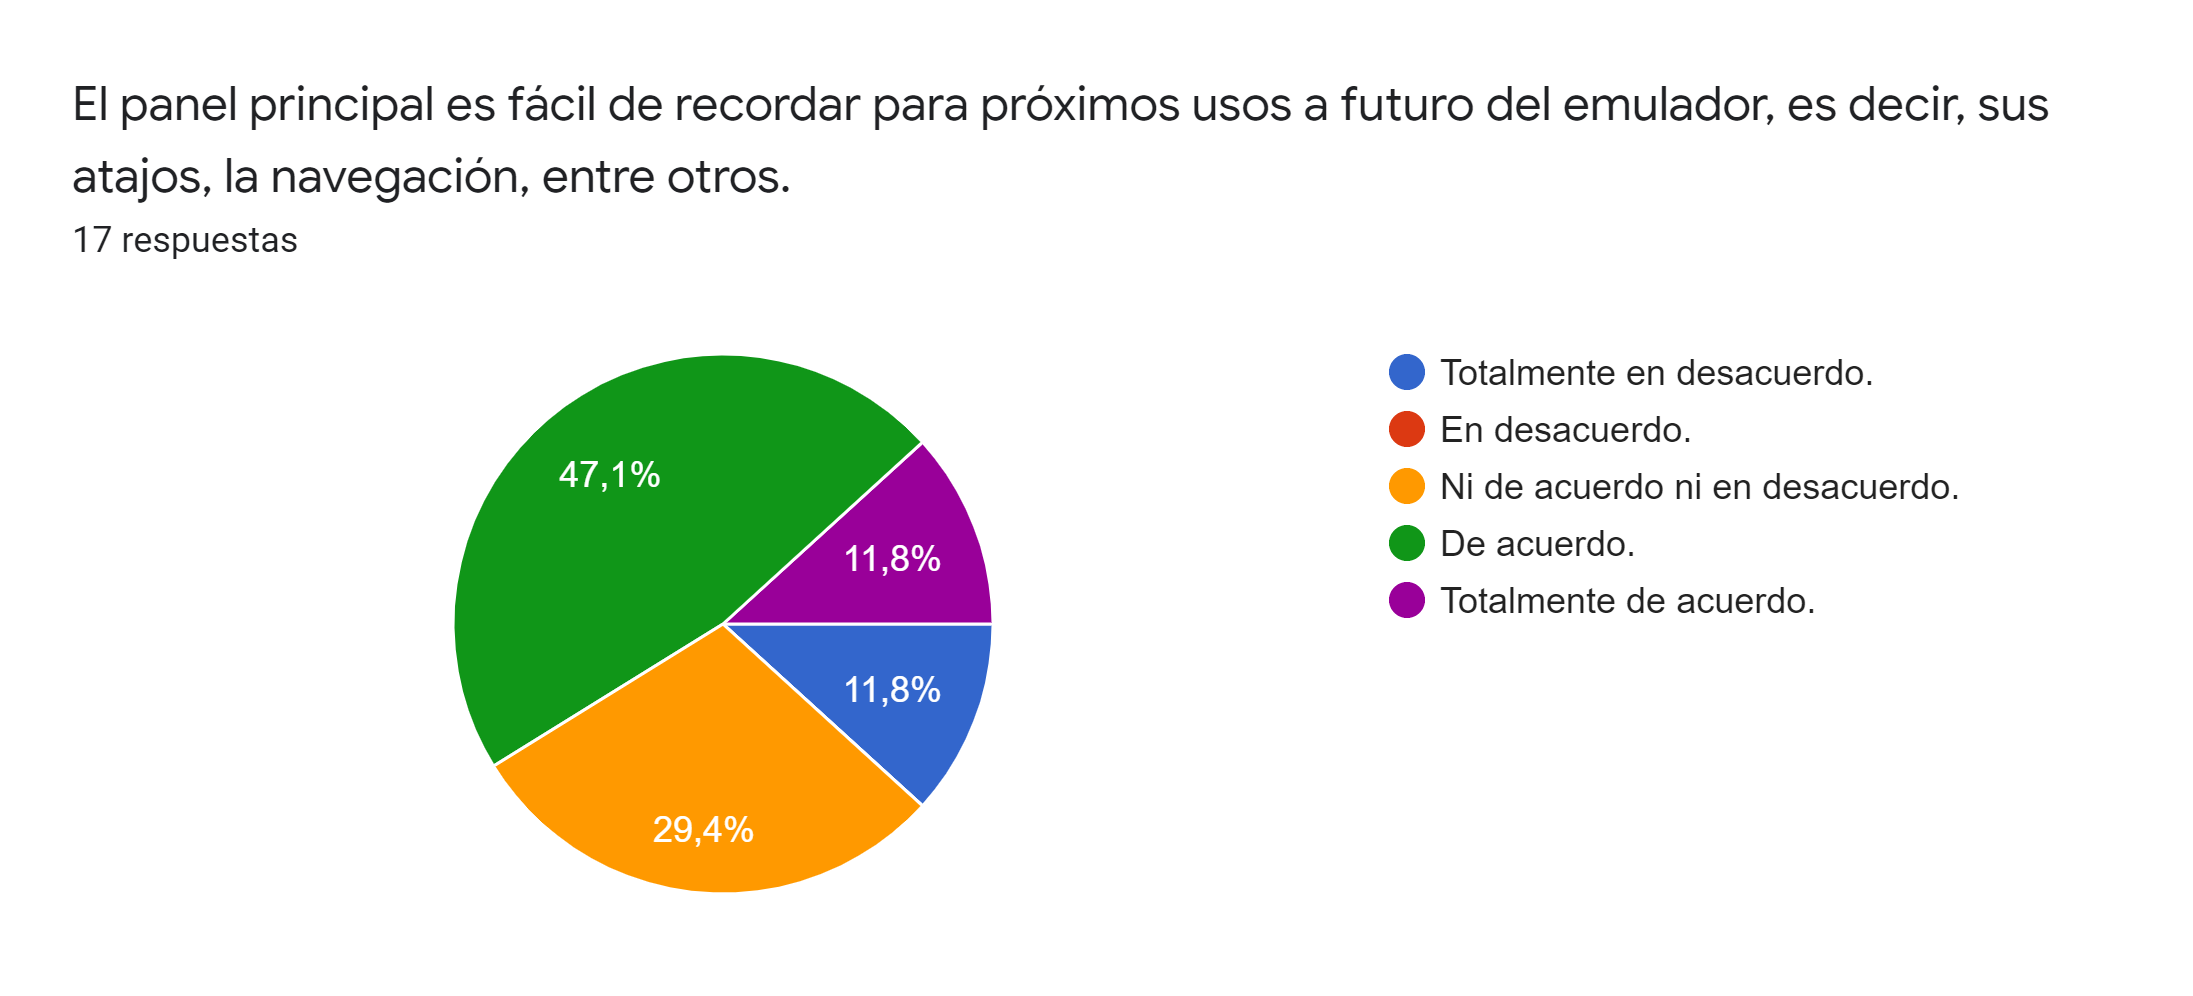 El panel principal es fácil de recordar para próximos usos a futuro del emulador, es decir, sus
atajos, la navegación, entre otros.
17 respuestas
47,1%
11,8%
11,8%
29,4%
Totalmente en desacuerdo.
En desacuerdo.
Ni de acuerdo ni en desacuerdo.
De acuerdo.
Totalmente de acuerdo.